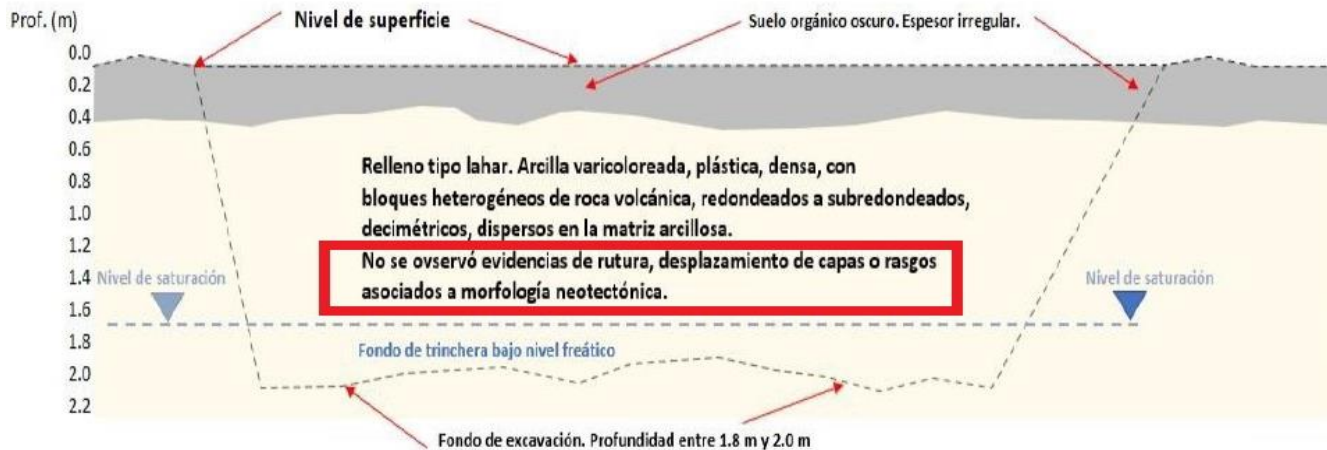 Prof. (m)
Nivel de superficie
Suelo orgánico oscuro. Espesor irregular.
0.0
0.2
0.4
0.6
0.8
1.0
1.2
1.4
1.6
1.8
2.0
2.2
Relleno tipo lahar. Arcilla varicoloreada, plástica, densa, con
bloques heterogéneos de roca volcánica, redondeados a subredondeados,
decimétricos, dispersos en la matriz arcillosa.
No se ovservó evidencias de rutura, desplazamiento de capas o rasgos
asociados a morfología neotectónica.
Nivel de saturación
Nivel de saturación
Fondo de trinchera bajo nivel freático
Fondo de excavación. Profundidad entre 1.8 m y 2.0 m